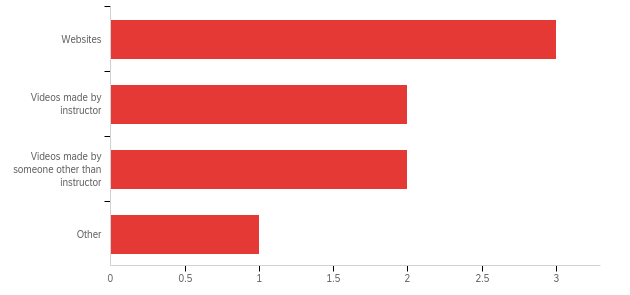 Websites
Videos made by
instructor
Videos made by
someone other than
instructor
Other
0 0.5 1 1.5 2 2.5 3